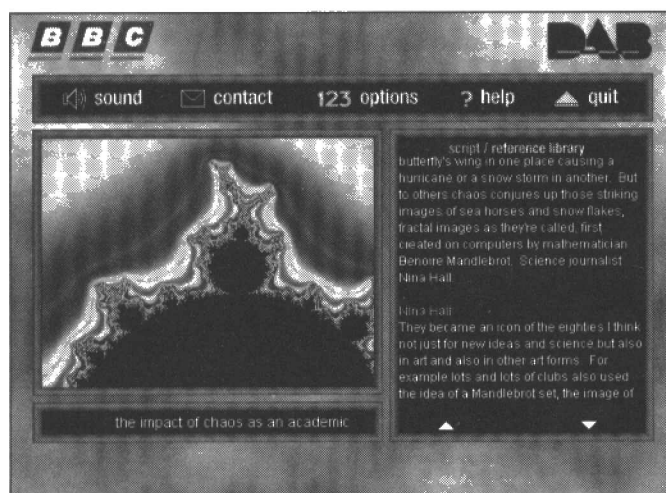 BBC
DAB
sound contact 123 options ? help quit
script / reference library
butterfly's wing in one place causing a
hurricane or a snow storm in another. But
to others chaos conjures up those striking
images of sea horses and snow flakes,
fractal images as they're called, first
created on computers by mathematician
Benoire Mandlebrot. Science journalist
Nina Hall.
Nina Hall
They became an icon of the eighties I think
not just for new ideas and science but also
in art and also in other art forms. For
example lots and lots of clubs also used
the idea of a Mandlebrot set, the image of
the impact of chaos as an academic